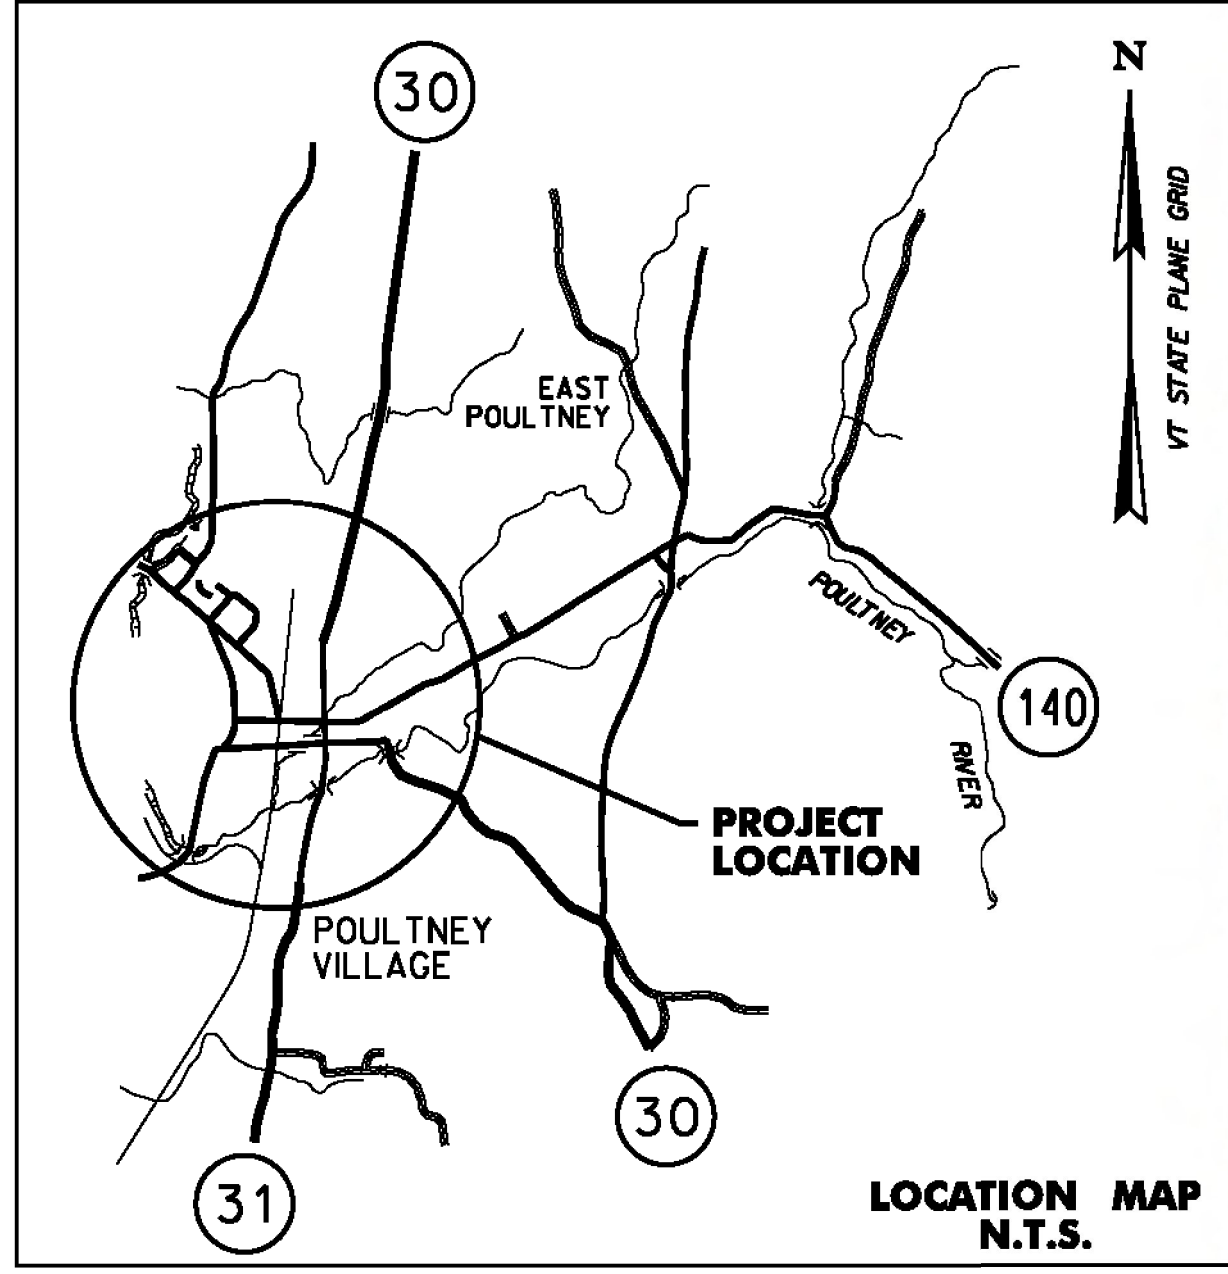 30
N
VT STATE PLANE GRID
EAST
POULTNEY
POULTNEY
RIVER
140
PROJECT
LOCATION
POULTNEY
VILLAGE
30
31
LOCATION MAP
N.T.S.